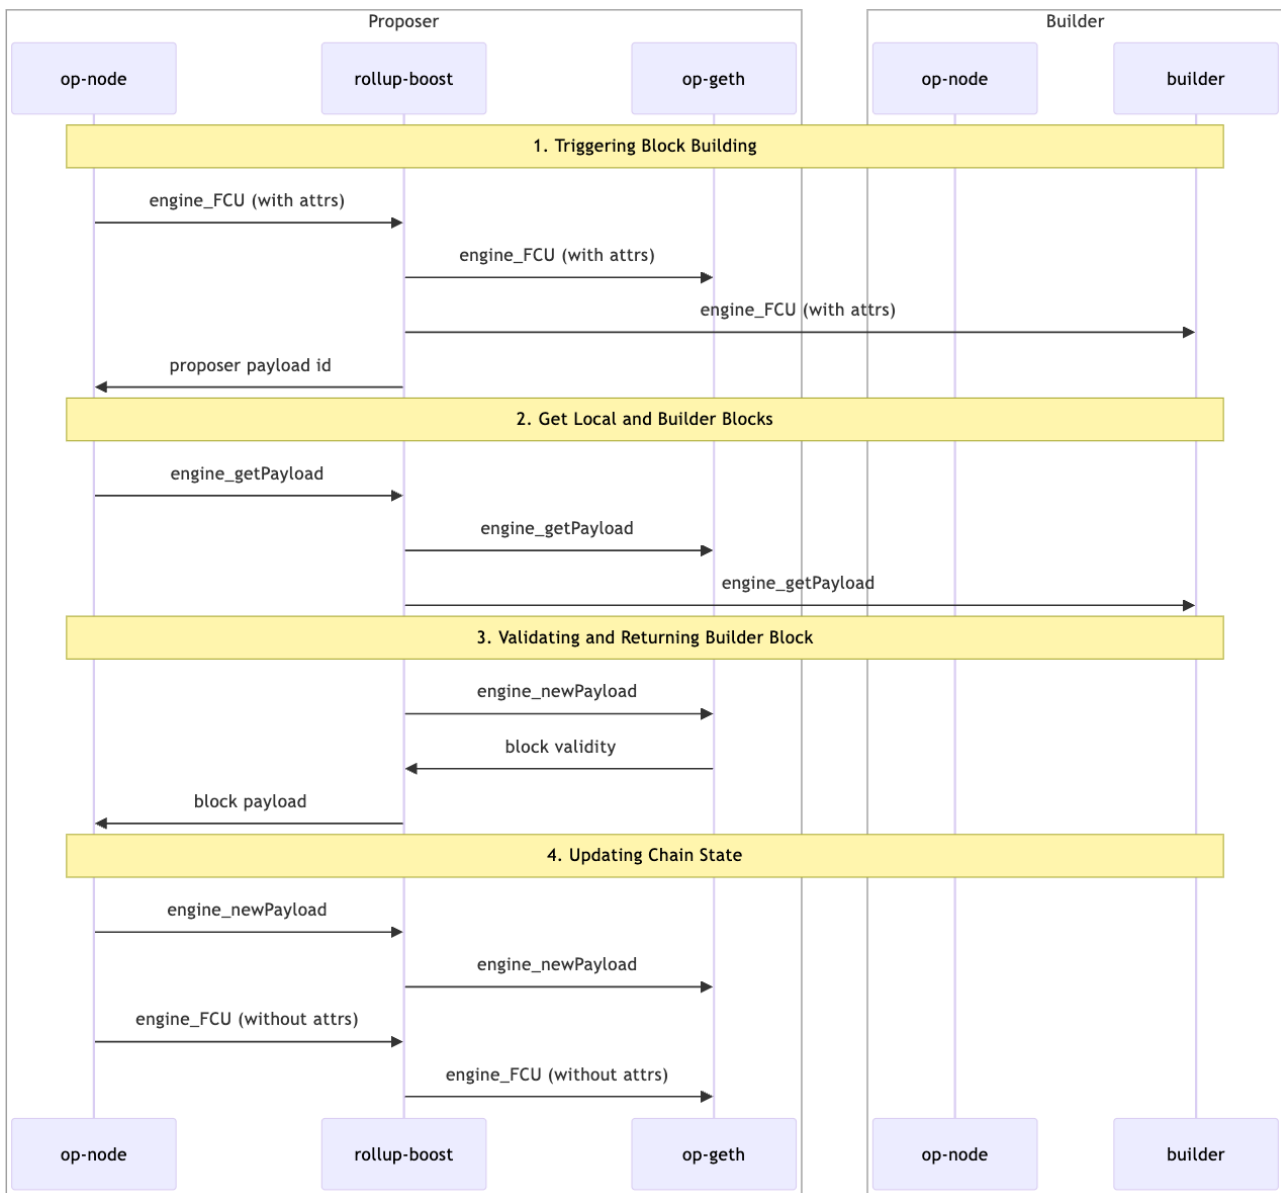 Proposer
Builder
op-node
rollup-boost
op-geth
op-node
builder
1. Triggering Block Building
engine_FCU (with attrs)
engine_FCU (with attrs)
engine_FCU (with attrs)
proposer payload id
2. Get Local and Builder Blocks
engine_getPayload
engine_getPayload
engine_getPayload
3. Validating and Returning Builder Block
engine_newPayload
block validity
block payload
4. Updating Chain State
engine_newPayload
engine_newPayload
engine_FCU (without attrs)
engine_FCU (without attrs)
op-node
rollup-boost
op-geth
op-node
builder